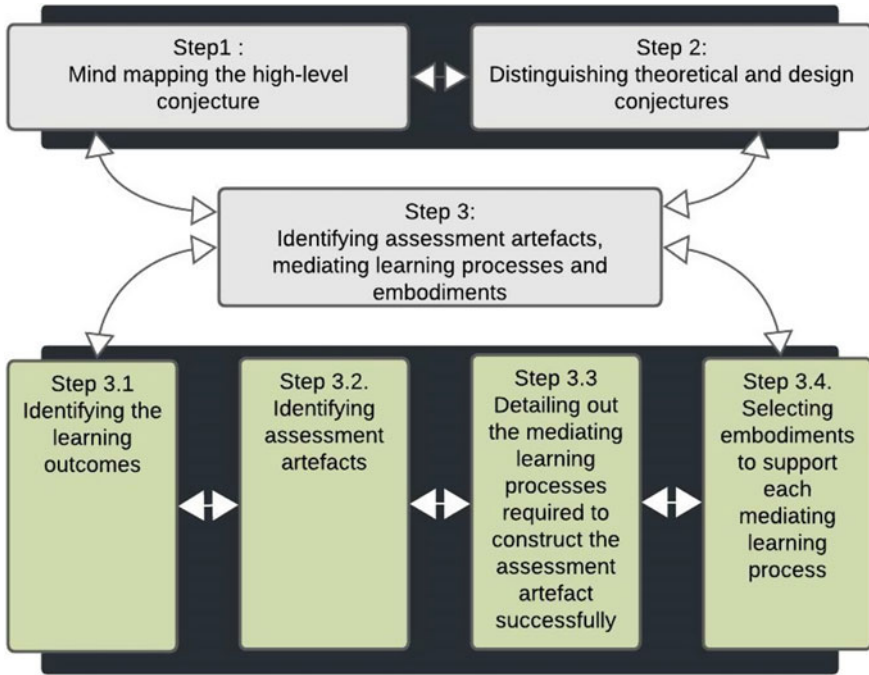 Step1 :
Mind mapping the high-level
conjecture
Step 2:
Distinguishing theoretical and design
conjectures
Step 3:
Identifying assessment artefacts,
mediating learning processes and
embodiments
Step 3.1
Identifying the
learning
outcomes
Step 3.2.
Identifying
assessment
artefacts
Step 3.3
Detailing out
the mediating
learning
processes
required to
construct the
assessment
artefact
successfully
Step 3.4.
Selecting
embodiments
to support
each
mediating
learning
process